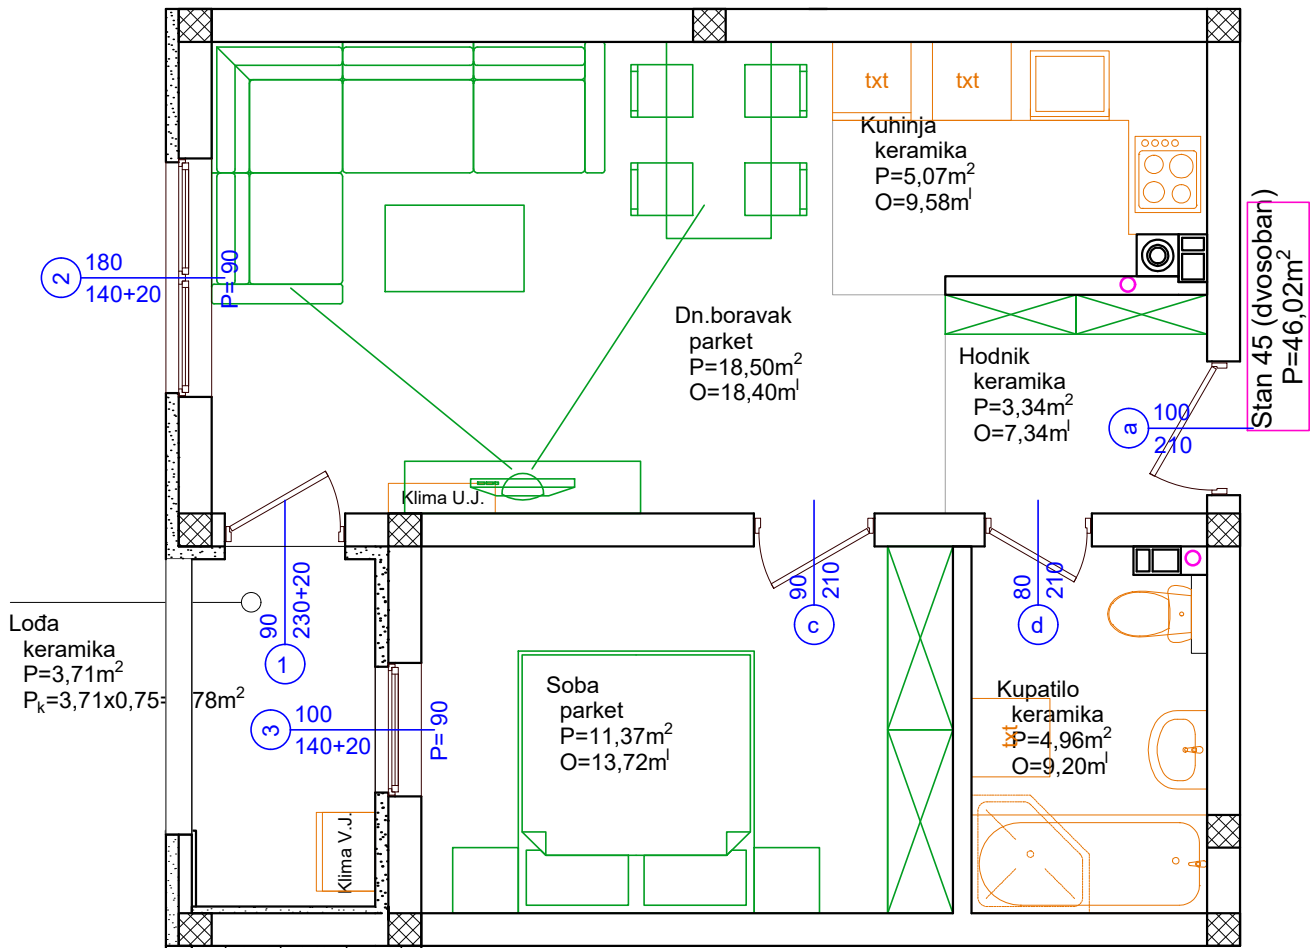 txt
txt
Kuhinja
keramika
P=5,07m²
O=9,58mˡ
Stan 45 (dvosoban)
P=46,02m²
2
180
140+20
P= 90
Dn.boravak
parket
P=18,50m²
O=18,40mˡ
Hodnik
keramika
P=3,34m²
O=7,34mˡ
a
100
210
Klima U.J.
90
230+20
1
90
210
c
80
210
d
Lođa
keramika
P=3,71m²
Pₖ=3,71x0,75= 78m²
3
100
140+20
P= 90
Soba
parket
P=11,37m²
O=13,72mˡ
Kupatilo
keramika
P=4,96m²
O=9,20mˡ
txt
Klima V.J.